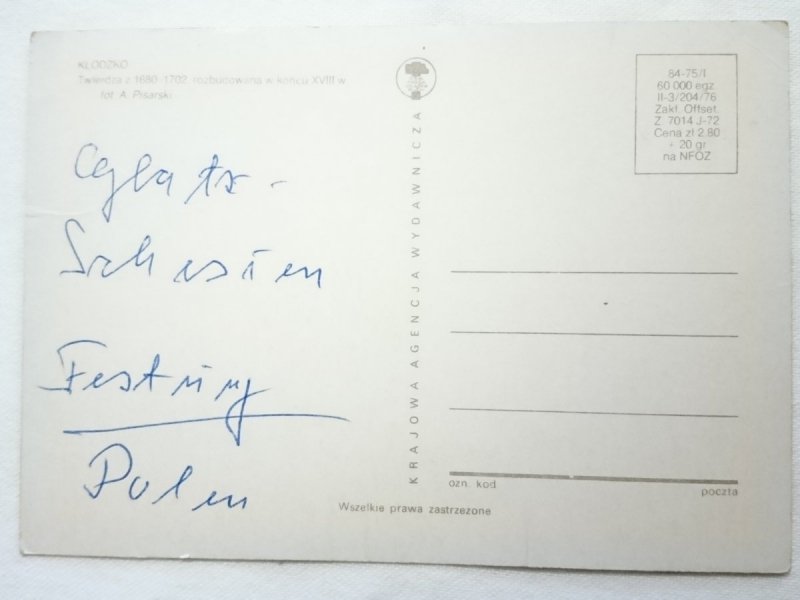 KŁODZKO
Twierdza z 1680-1702, rozbudowana w końcu XVIII w.
fot. A. Pisarski
Glatz -
Schlesien
Festung
Polen
KRAJOWA AGENCJA WYDAWNICZA
84-75/I
60 000 egz.
II-3/204/76
Zakł. Offset.
Z. 7014 J-72
Cena zł 2.80
+ 20 gr
na NFOZ
ozn. kod
poczta
Wszelkie prawa zastrzeżone